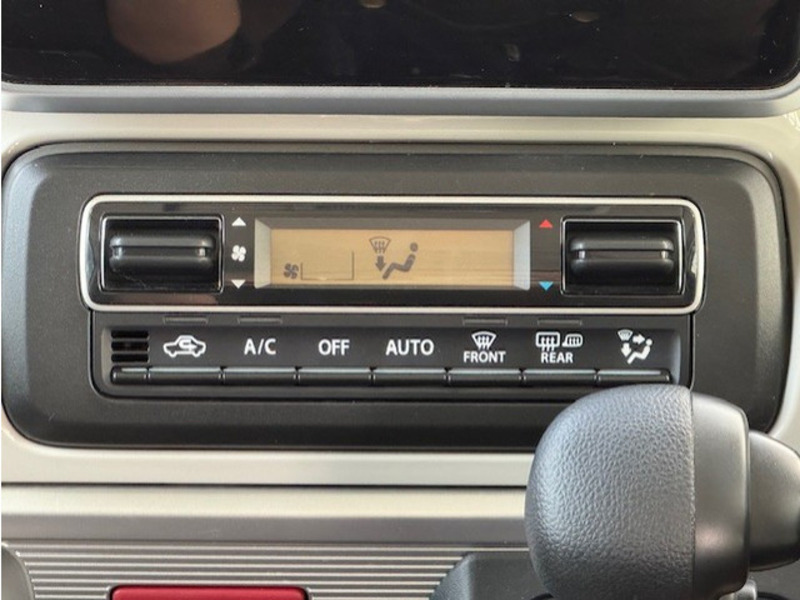 A/C OFF AUTO FRONT REAR